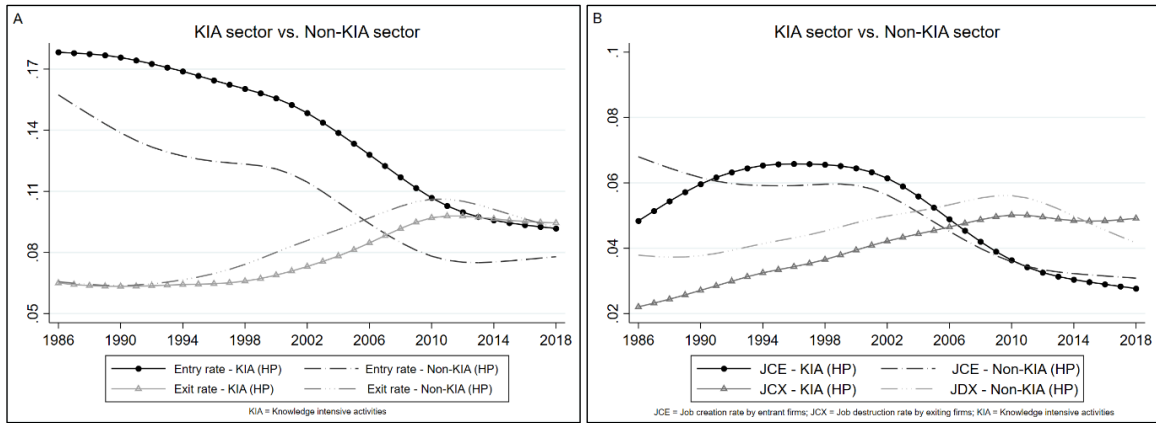 A
KIA sector vs. Non-KIA sector
.17
.14
.11
.08
.05
1986 1990 1994 1998 2002 2006 2010 2014 2018
Entry rate - KIA (HP) Entry rate - Non-KIA (HP)
Exit rate - KIA (HP) Exit rate - Non-KIA (HP)
KIA = Knowledge intensive activities
B
KIA sector vs. Non-KIA sector
.1
.08
.06
.04
.02
1986 1990 1994 1998 2002 2006 2010 2014 2018
JCE - KIA (HP) JCE - Non-KIA (HP)
JCX - KIA (HP) JDX - Non-KIA (HP)
JCE = Job creation rate by entrant firms; JCX = Job destruction rate by exiting firms; KIA = Knowledge intensive activities